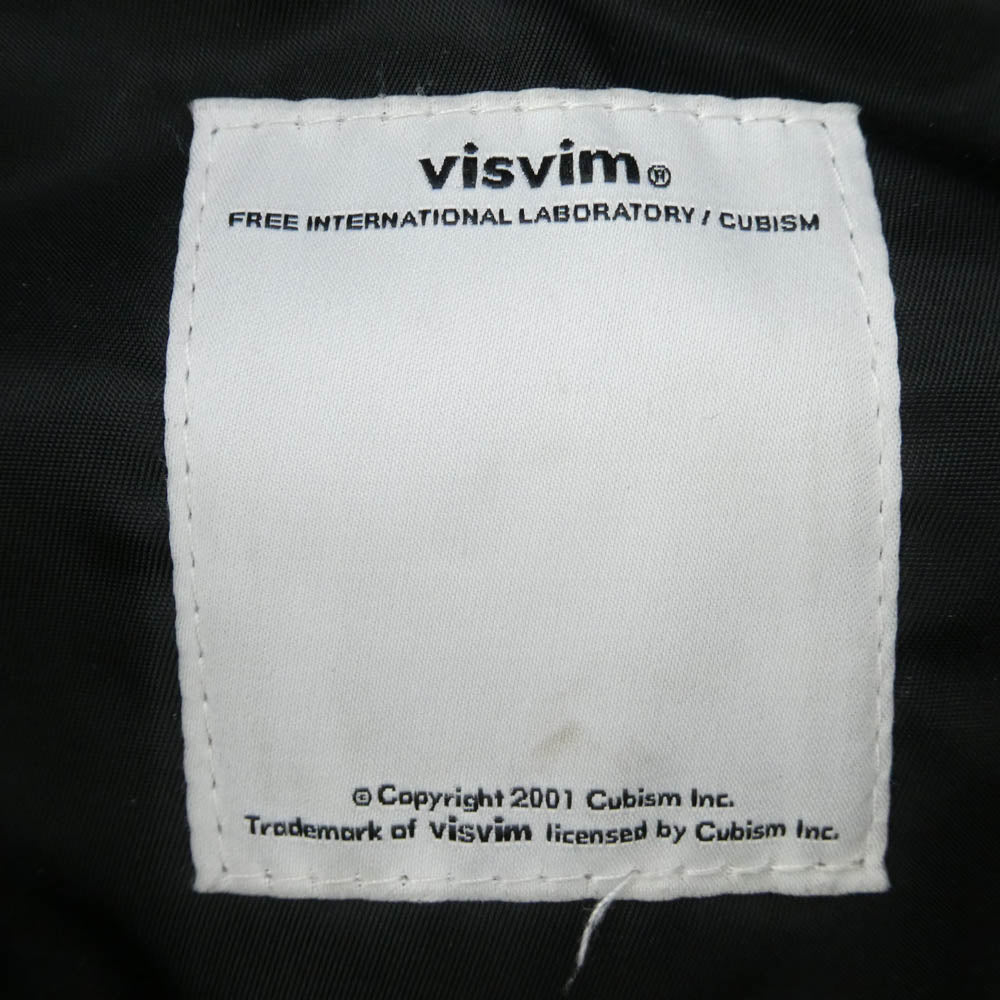 visvim®
FREE INTERNATIONAL LABORATORY / CUBISM
© Copyright 2001 Cubism Inc.
Trademark of visvim licensed by Cubism Inc.